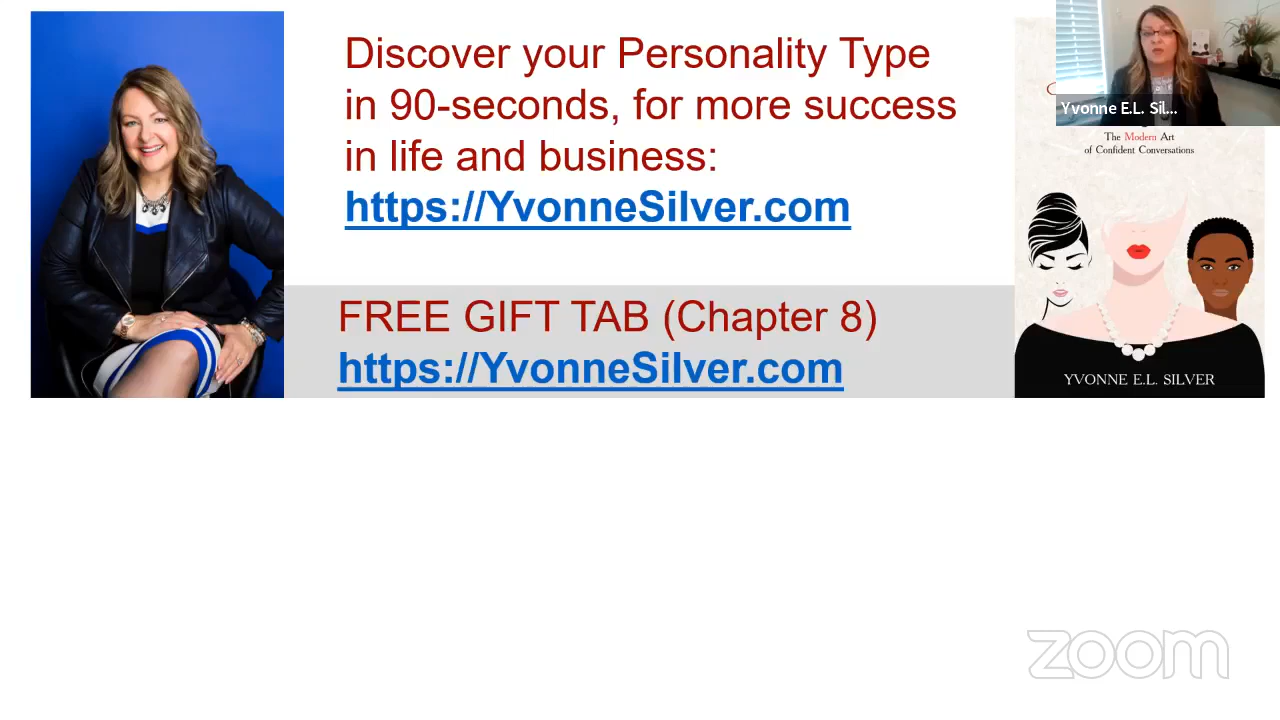 Discover your Personality Type
in 90-seconds, for more success
in life and business:
https://YvonneSilver.com
FREE GIFT TAB (Chapter 8)
https://YvonneSilver.com
Yvonne E.L. Sil...
The Modern Art
of Confident Conversations
YVONNE E.L. SILVER
zoom